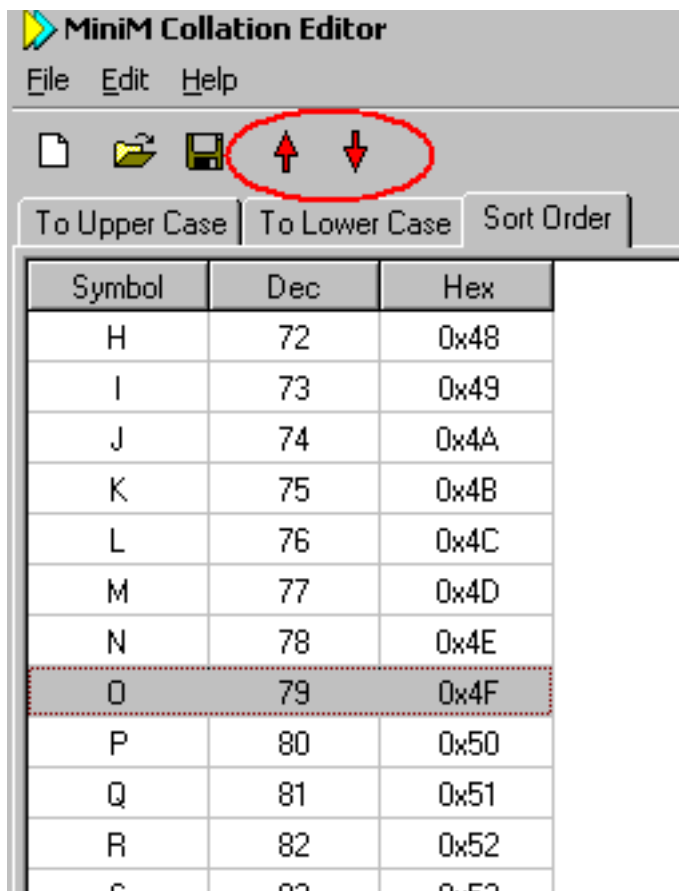 MiniM Collation Editor
File Edit Help
To Upper Case To Lower Case Sort Order
Symbol Dec Hex
H 72 0x48
I 73 0x49
J 74 0x4A
K 75 0x4B
L 76 0x4C
M 77 0x4D
N 78 0x4E
O 79 0x4F
P 80 0x50
Q 81 0x51
R 82 0x52